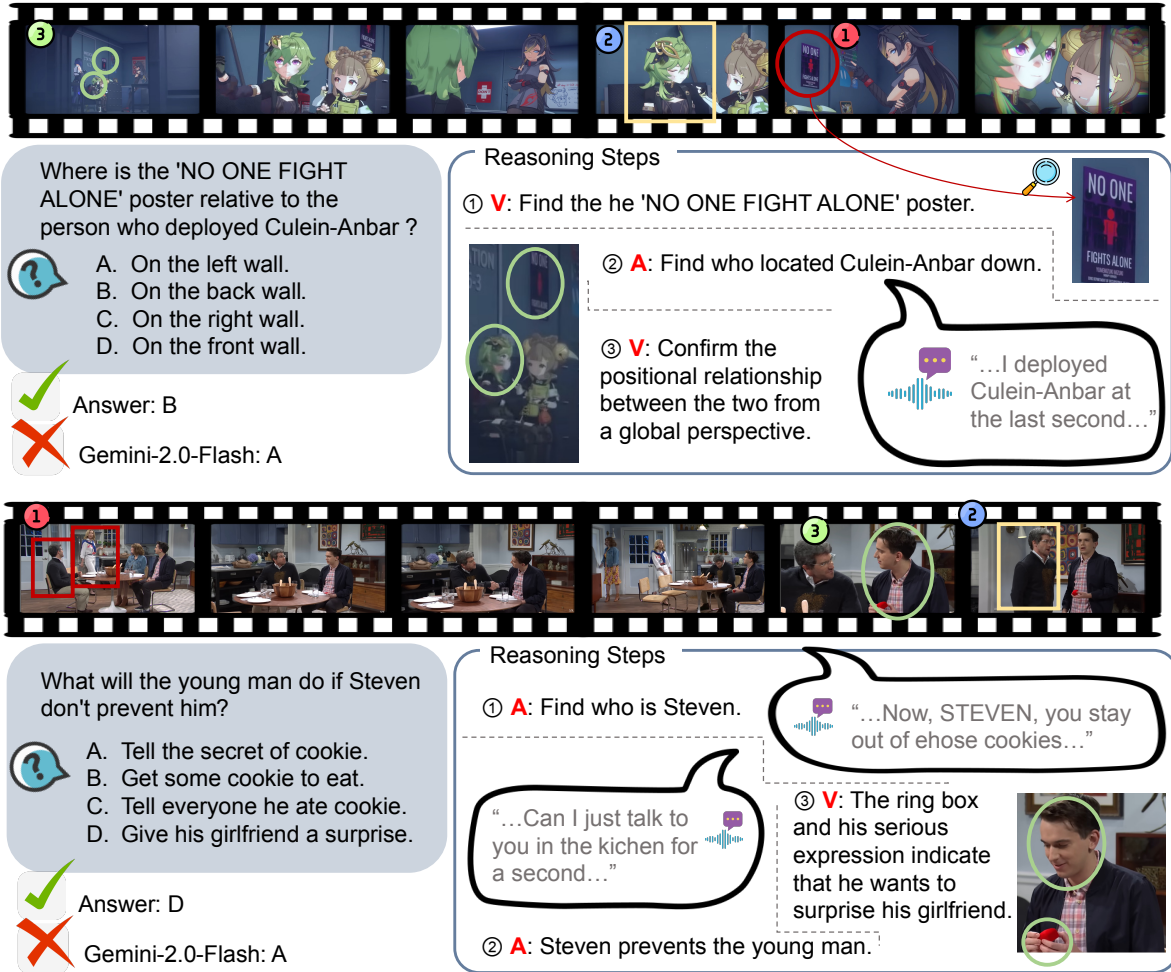 3
2
1
NO ONE
Where is the 'NO ONE FIGHT
ALONE' poster relative to the
person who deployed Culein-Anbar ?
A. On the left wall.
B. On the back wall.
C. On the right wall.
D. On the front wall.
Answer: B
Gemini-2.0-Flash: A
Reasoning Steps
① V: Find the he 'NO ONE FIGHT ALONE' poster.
NO ONE
FIGHTS ALONE
② A: Find who located Culein-Anbar down.
③ V: Confirm the
positional relationship
between the two from
a global perspective.
“…I deployed
Culein-Anbar at
the last second…”
1
3
2
What will the young man do if Steven
don't prevent him?
A. Tell the secret of cookie.
B. Get some cookie to eat.
C. Tell everyone he ate cookie.
D. Give his girlfriend a surprise.
Answer: D
Gemini-2.0-Flash: A
Reasoning Steps
① A: Find who is Steven.
“…Now, STEVEN, you stay
out of ehose cookies…”
“…Can I just talk to
you in the kichen for
a second…”
③ V: The ring box
and his serious
expression indicate
that he wants to
surprise his girlfriend.
② A: Steven prevents the young man.